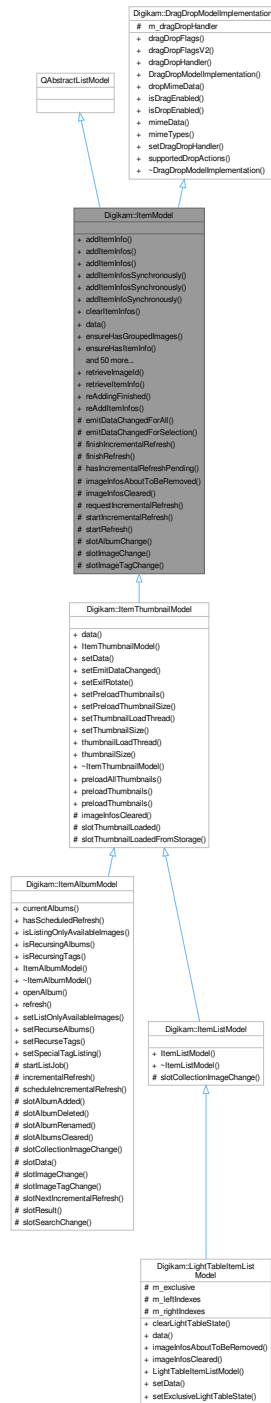 Digikam::DragDropModelImplementation
# m_dragDropHandler
+ dragDropFlags()
+ dragDropFlagsV2()
+ dragDropHandler()
+ DragDropModelImplementation()
+ dropMimeData()
+ isDragEnabled()
+ isDropEnabled()
+ mimeData()
+ mimeTypes()
+ setDragDropHandler()
+ supportedDropActions()
+ ~DragDropModelImplementation()
QAbstractListModel
Digikam::ItemModel
+ addItemInfo()
+ addItemInfos()
+ addItemInfos()
+ addItemInfosSynchronously()
+ addItemInfosSynchronously()
+ addItemInfoSynchronously()
+ clearItemInfos()
+ data()
+ ensureHasGroupedImages()
+ ensureHasItemInfo()
and 50 more...
+ retrieveImageId()
+ retrieveItemInfo()
+ reAddingFinished()
+ reAddItemInfos()
# emitDataChangedForAll()
# emitDataChangedForSelection()
# finishIncrementalRefresh()
# finishRefresh()
# hasIncrementalRefreshPending()
# imageInfosAboutToBeRemoved()
# imageInfosCleared()
# requestIncrementalRefresh()
# startIncrementalRefresh()
# startRefresh()
# slotAlbumChange()
# slotImageChange()
# slotImageTagChange()
Digikam::ItemThumbnailModel
+ data()
+ ItemThumbnailModel()
+ setData()
+ setEmitDataChanged()
+ setExifRotate()
+ setPreloadThumbnails()
+ setPreloadThumbnailSize()
+ setThumbnailLoadThread()
+ setThumbnailSize()
+ thumbnailLoadThread()
+ thumbnailSize()
+ ~ItemThumbnailModel()
+ preloadAllThumbnails()
+ preloadThumbnails()
+ preloadThumbnails()
# imageInfosCleared()
# slotThumbnailLoaded()
# slotThumbnailLoadedFromStorage()
Digikam::ItemAlbumModel
+ currentAlbums()
+ hasScheduledRefresh()
+ isListingOnlyAvailableImages()
+ isRecursingAlbums()
+ isRecursingTags()
+ ItemAlbumModel()
+ ~ItemAlbumModel()
+ openAlbum()
+ refresh()
+ setListOnlyAvailableImages()
+ setRecurseAlbums()
+ setRecurseTags()
+ setSpecialTagListing()
# startListJob()
# incrementalRefresh()
# scheduleIncrementalRefresh()
# slotAlbumAdded()
# slotAlbumDeleted()
# slotAlbumRenamed()
# slotAlbumsCleared()
# slotCollectionImageChange()
# slotData()
# slotImageChange()
# slotImageTagChange()
# slotNextIncrementalRefresh()
# slotResult()
# slotSearchChange()
Digikam::ItemListModel
+ ItemListModel()
+ ~ItemListModel()
# slotCollectionImageChange()
Digikam::LightTableItemList
Model
# m_exclusive
# m_leftIndexes
# m_rightIndexes
+ clearLightTableState()
+ data()
+ imageInfosAboutToBeRemoved()
+ imageInfosCleared()
+ LightTableItemListModel()
+ setData()
+ setExclusiveLightTableState()